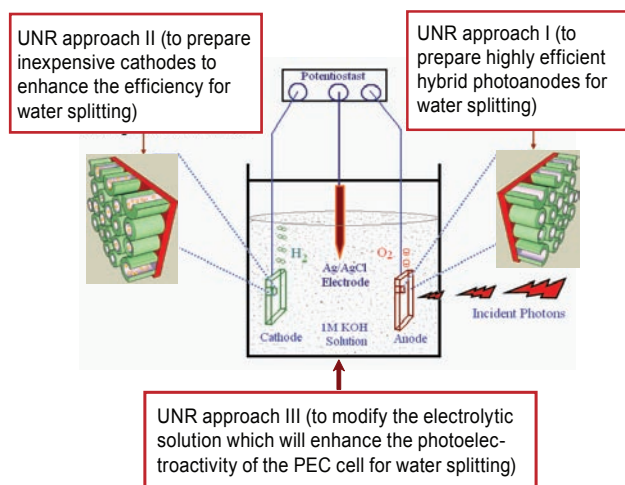 UNR approach II (to prepare
inexpensive cathodes to
enhance the efficiency for
water splitting)
UNR approach I (to
prepare highly efficient
hybrid photoanodes for
water splitting)
Potentiostast
H2
O2
Ag/AgCl
Electrode
Cathode
1M KOH
Solution
Anode
Incident Photons
UNR approach III (to modify the electrolytic
solution which will enhance the photoelec-
troactivity of the PEC cell for water splitting)